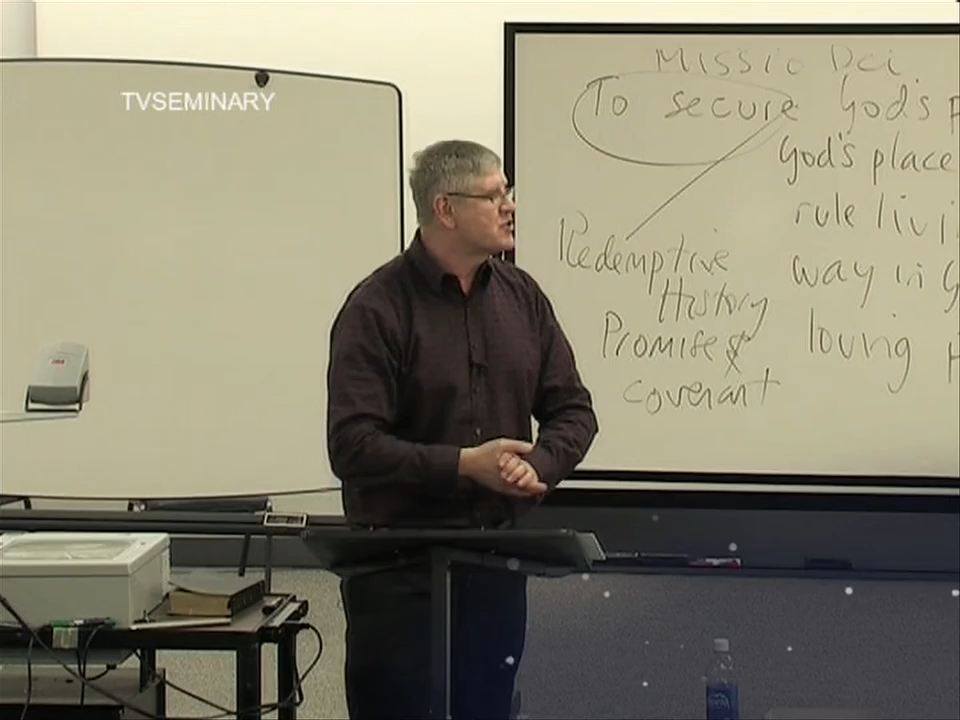 TVSEMINARY
Missio Dei
To secure God's
God's place
rule
way in
Redemptive
History
loving
Promise &
covenant